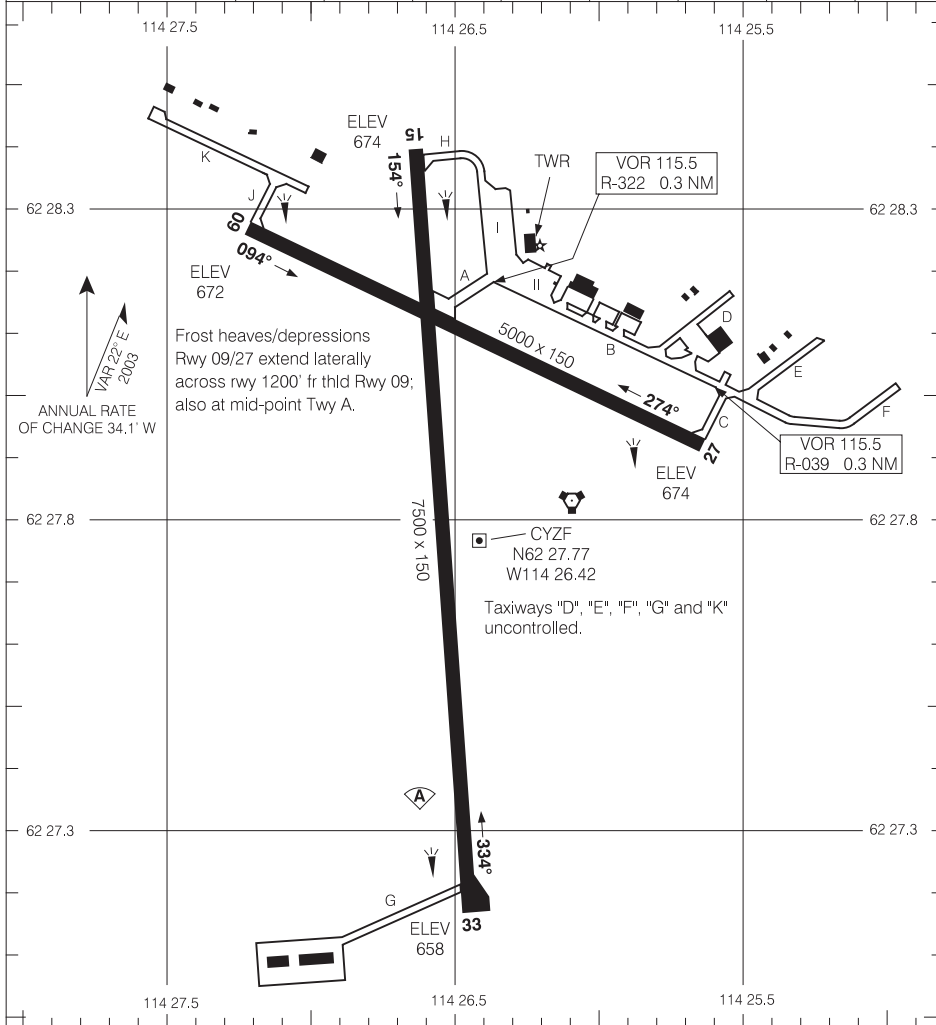 114 27.5
114 26.5
114 25.5
ELEV
674
15
H
154°
K
TWR
VOR 115.5
R-322 0.3 NM
62 28.3
62 28.3
J
I
09
094°
ELEV
672
A
II
D
5000 x 150
B
E
VAR 22° E
2003
ANNUAL RATE
OF CHANGE 34.1' W
Frost heaves/depressions
Rwy 09/27 extend laterally
across rwy 1200' fr thld Rwy 09;
also at mid-point Twy A.
274°
C
F
27
VOR 115.5
R-039 0.3 NM
ELEV
674
62 27.8
62 27.8
7500 x 150
CYZF
N62 27.77
W114 26.42
Taxiways "D", "E", "F", "G" and "K"
uncontrolled.
A
62 27.3
62 27.3
334°
G
ELEV
658
33
114 27.5
114 26.5
114 25.5